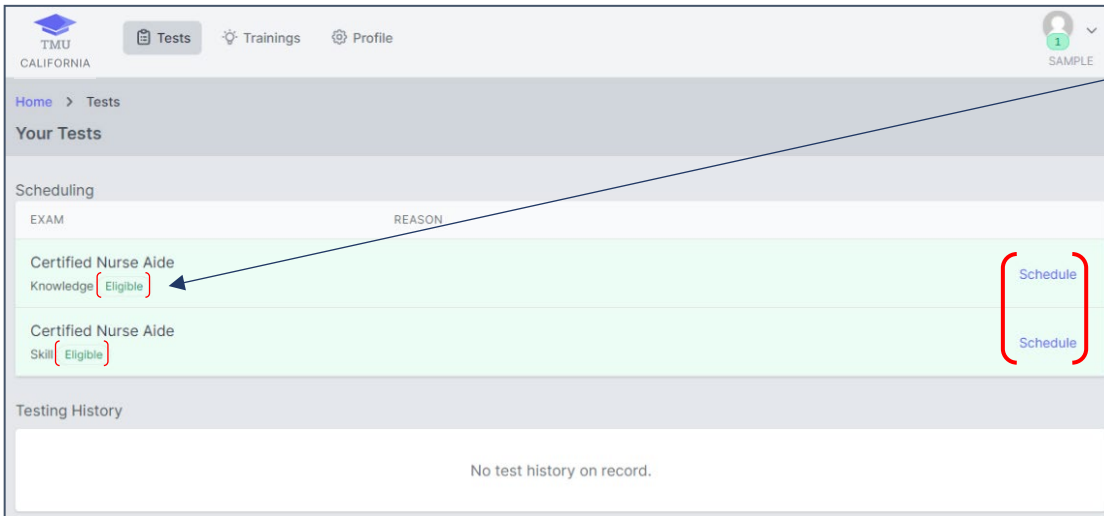 TMU
CALIFORNIA
Tests
Trainings
Profile
1
SAMPLE
Home > Tests
Your Tests
Scheduling
EXAM REASON
Certified Nurse Aide
Knowledge Eligible
Schedule
Certified Nurse Aide
Skill Eligible
Schedule
Testing History
No test history on record.